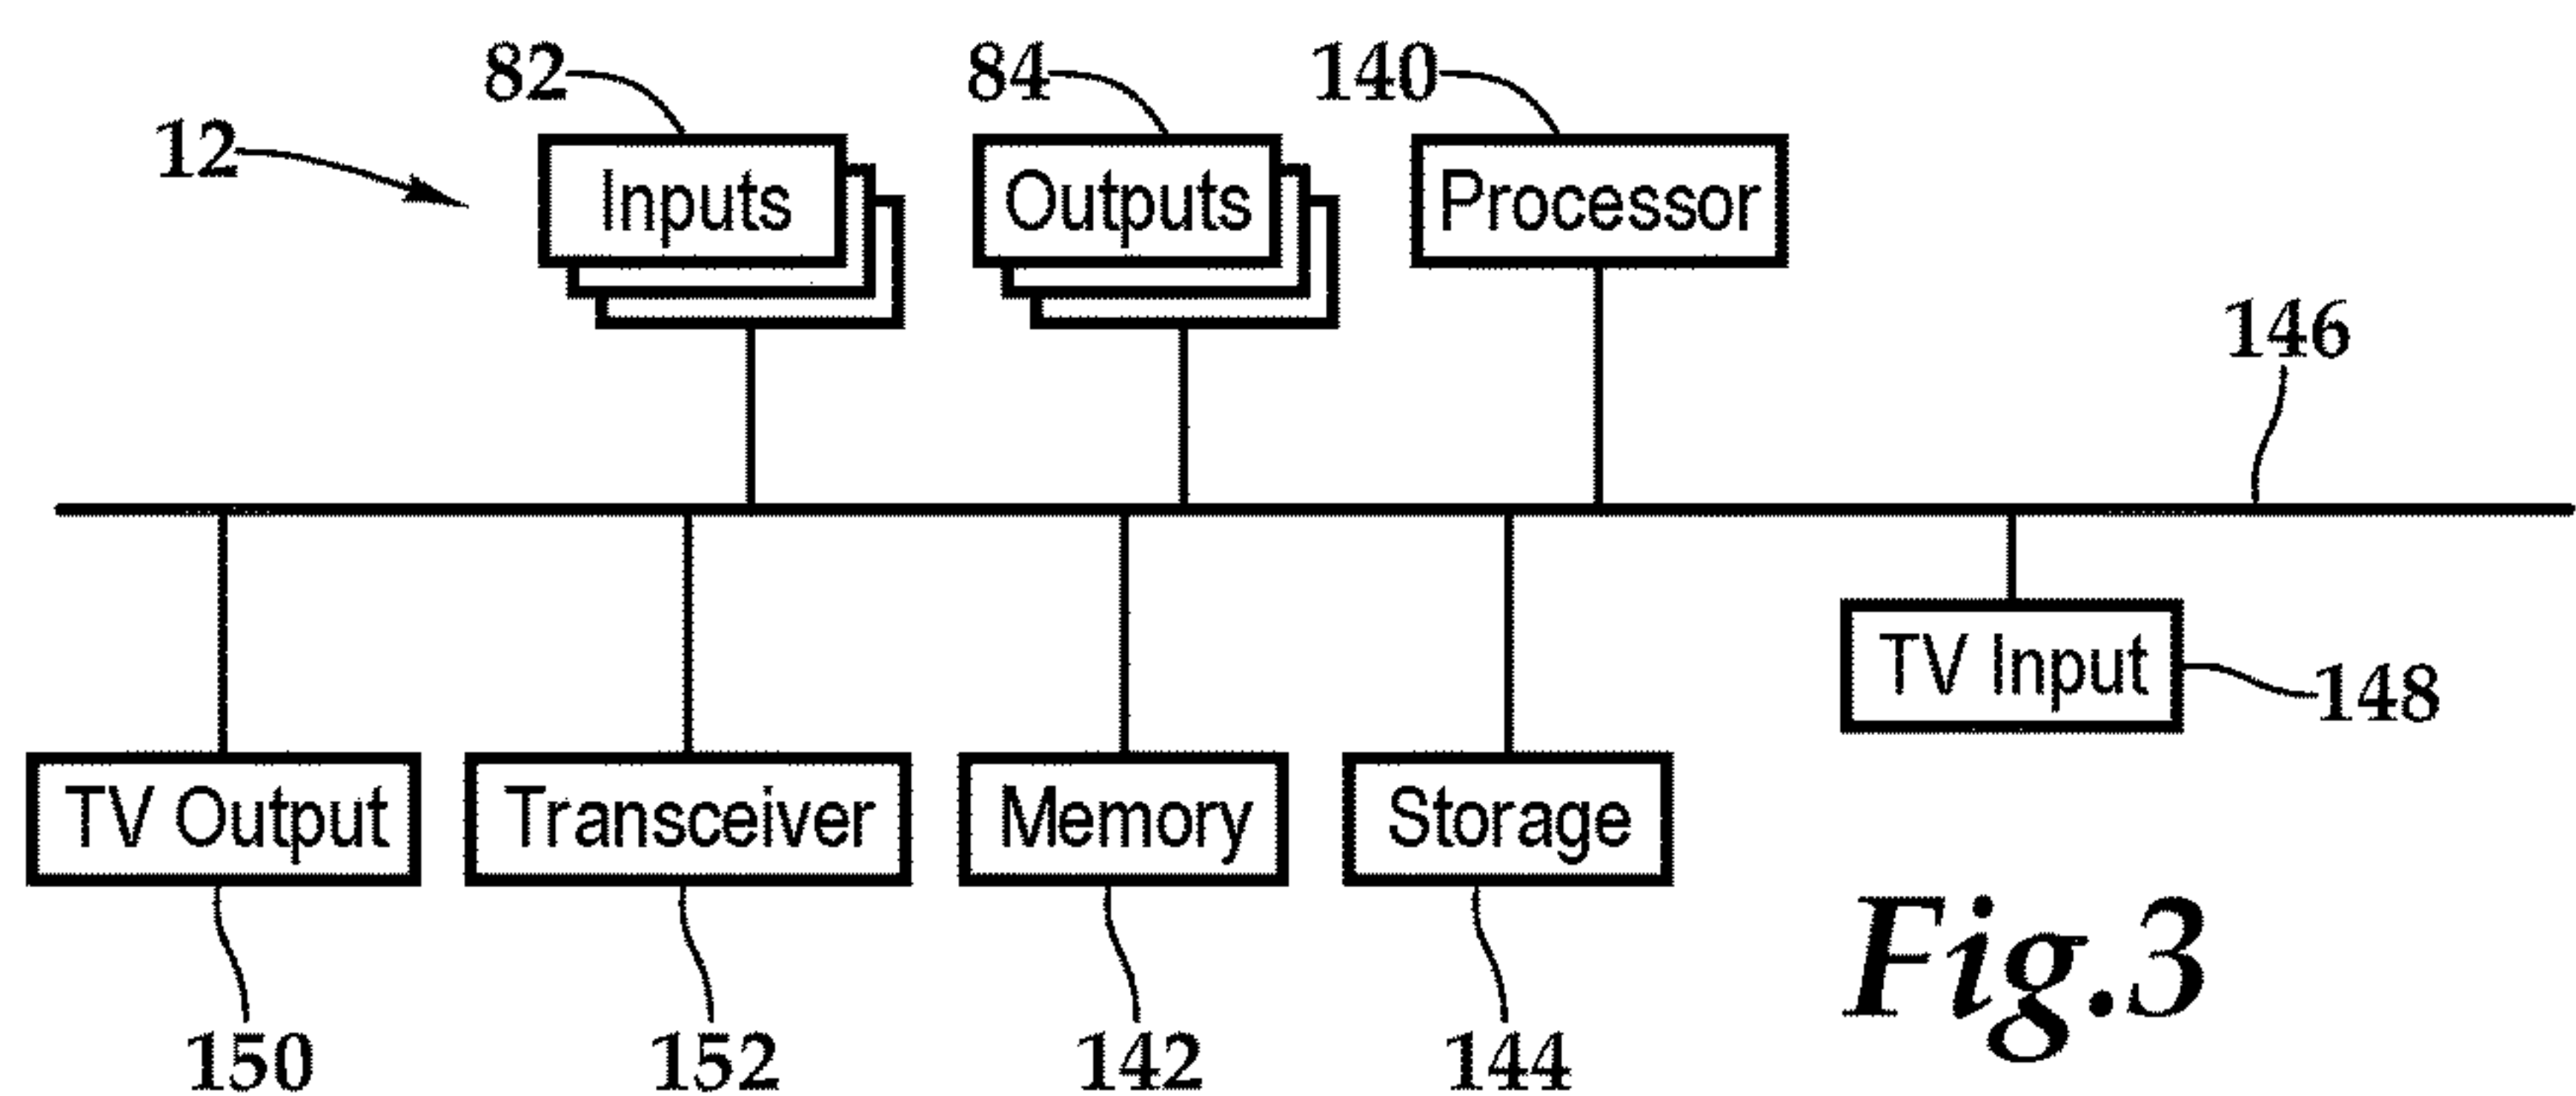 82 84 140
12
Inputs Outputs Processor
146
TV Input 148
TV Output Transceiver Memory Storage
Fig.3
150 152 142 144